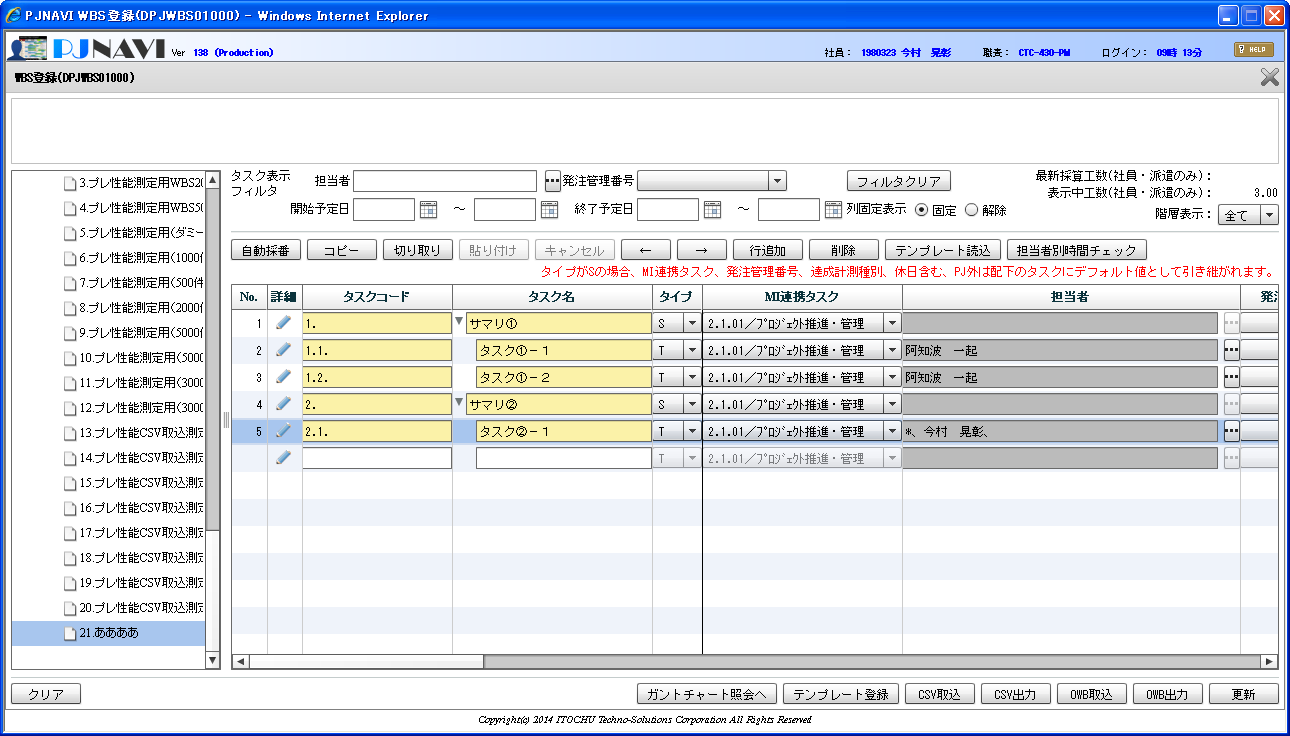 PJNAVI WBS登録(DPJWBS01000) - Windows Internet Explorer
PJNAVI Ver 138 (Production) 社員： 1980323 今村 晃彰 職責： CTC-430-PM ログイン： 09時 13分 HELP
WBS登録(DPJWBS01000)
3.プレ性能測定用WBS20
4.プレ性能測定用WBS50
5.プレ性能測定用(ダミー
6.プレ性能測定用(1000件
7.プレ性能測定用(500件
8.プレ性能測定用(2000件
9.プレ性能測定用(5000件
10.プレ性能測定用(5000
11.プレ性能測定用(3000
12.プレ性能測定用(3000
13.プレ性能CSV取込測定
14.プレ性能CSV取込測定
15.プレ性能CSV取込測定
16.プレ性能CSV取込測定
17.プレ性能CSV取込測定
18.プレ性能CSV取込測定
19.プレ性能CSV取込測定
20.プレ性能CSV取込測定
21.ああああ
タスク表示
フィルタ
担当者 発注管理番号 フィルタクリア
開始予定日 ～ 終了予定日 ～ 列固定表示 固定 解除
最新採算工数(社員・派遣のみ)：
表示中工数(社員・派遣のみ)： 3.00
階層表示： 全て
自動採番 コピー 切り取り 貼り付け キャンセル ← → 行追加 削除 テンプレート読込 担当者別時間チェック
タイプがSの場合、MI連携タスク、発注管理番号、達成計測種別、休日含む、PJ外は配下のタスクにデフォルト値として引き継がれます。
No. 詳細 タスクコード タスク名 タイプ MI連携タスク 担当者 発注
1 1. サマリ① S 2.1.01／ﾌﾟﾛｼﾞｪｸﾄ推進・管理
2 1.1. タスク①－１ T 2.1.01／ﾌﾟﾛｼﾞｪｸﾄ推進・管理 阿知波 一起
3 1.2. タスク①－２ T 2.1.01／ﾌﾟﾛｼﾞｪｸﾄ推進・管理 阿知波 一起
4 2. サマリ② S 2.1.01／ﾌﾟﾛｼﾞｪｸﾄ推進・管理
5 2.1. タスク②－１ T 2.1.01／ﾌﾟﾛｼﾞｪｸﾄ推進・管理 *、今村 晃彰、
T 2.1.01／ﾌﾟﾛｼﾞｪｸﾄ推進・管理
クリア ガントチャート照会へ テンプレート登録 CSV取込 CSV出力 OWB取込 OWB出力 更新
Copyright(c) 2014 ITOCHU Techno-Solutions Corporation All Rights Reserved